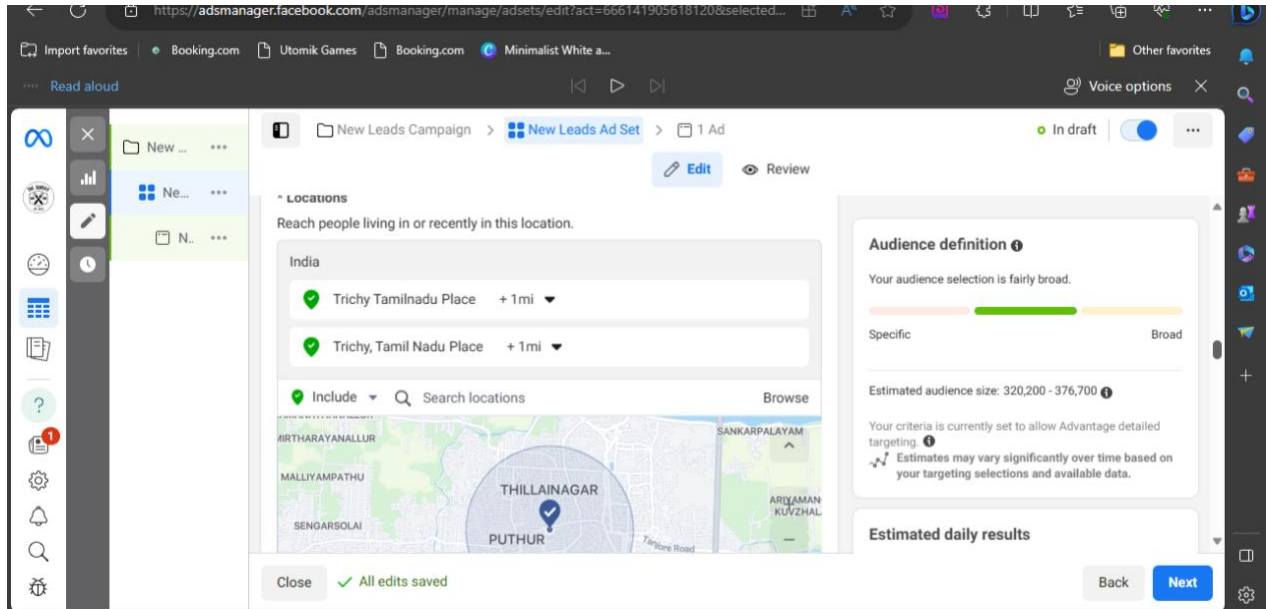 https://adsmanager.facebook.com/adsmanager/manage/adsets/edit?act=666141905618120&selected...
Import favorites
Booking.com
Utomik Games
Booking.com
Minimalist White a...
Other favorites
Read aloud
Voice options
New Leads Campaign > New Leads Ad Set > 1 Ad
In draft
New ...
Edit
Review
Ne...
N..
* Locations
Reach people living in or recently in this location.
India
Trichy Tamilnadu Place + 1mi
Trichy, Tamil Nadu Place + 1mi
Include
Search locations
Browse
MALLIYAMPATHU
THILLAINAGAR
SANKARPALAYAM
SENGARSOLAI
PUTHUR
Tanjore Road
Audience definition
Your audience selection is fairly broad.
Specific
Broad
Estimated audience size: 320,200 - 376,700
Your criteria is currently set to allow Advantage detailed
targeting.
Estimates may vary significantly over time based on
your targeting selections and available data.
Estimated daily results
1
Close
All edits saved
Back
Next